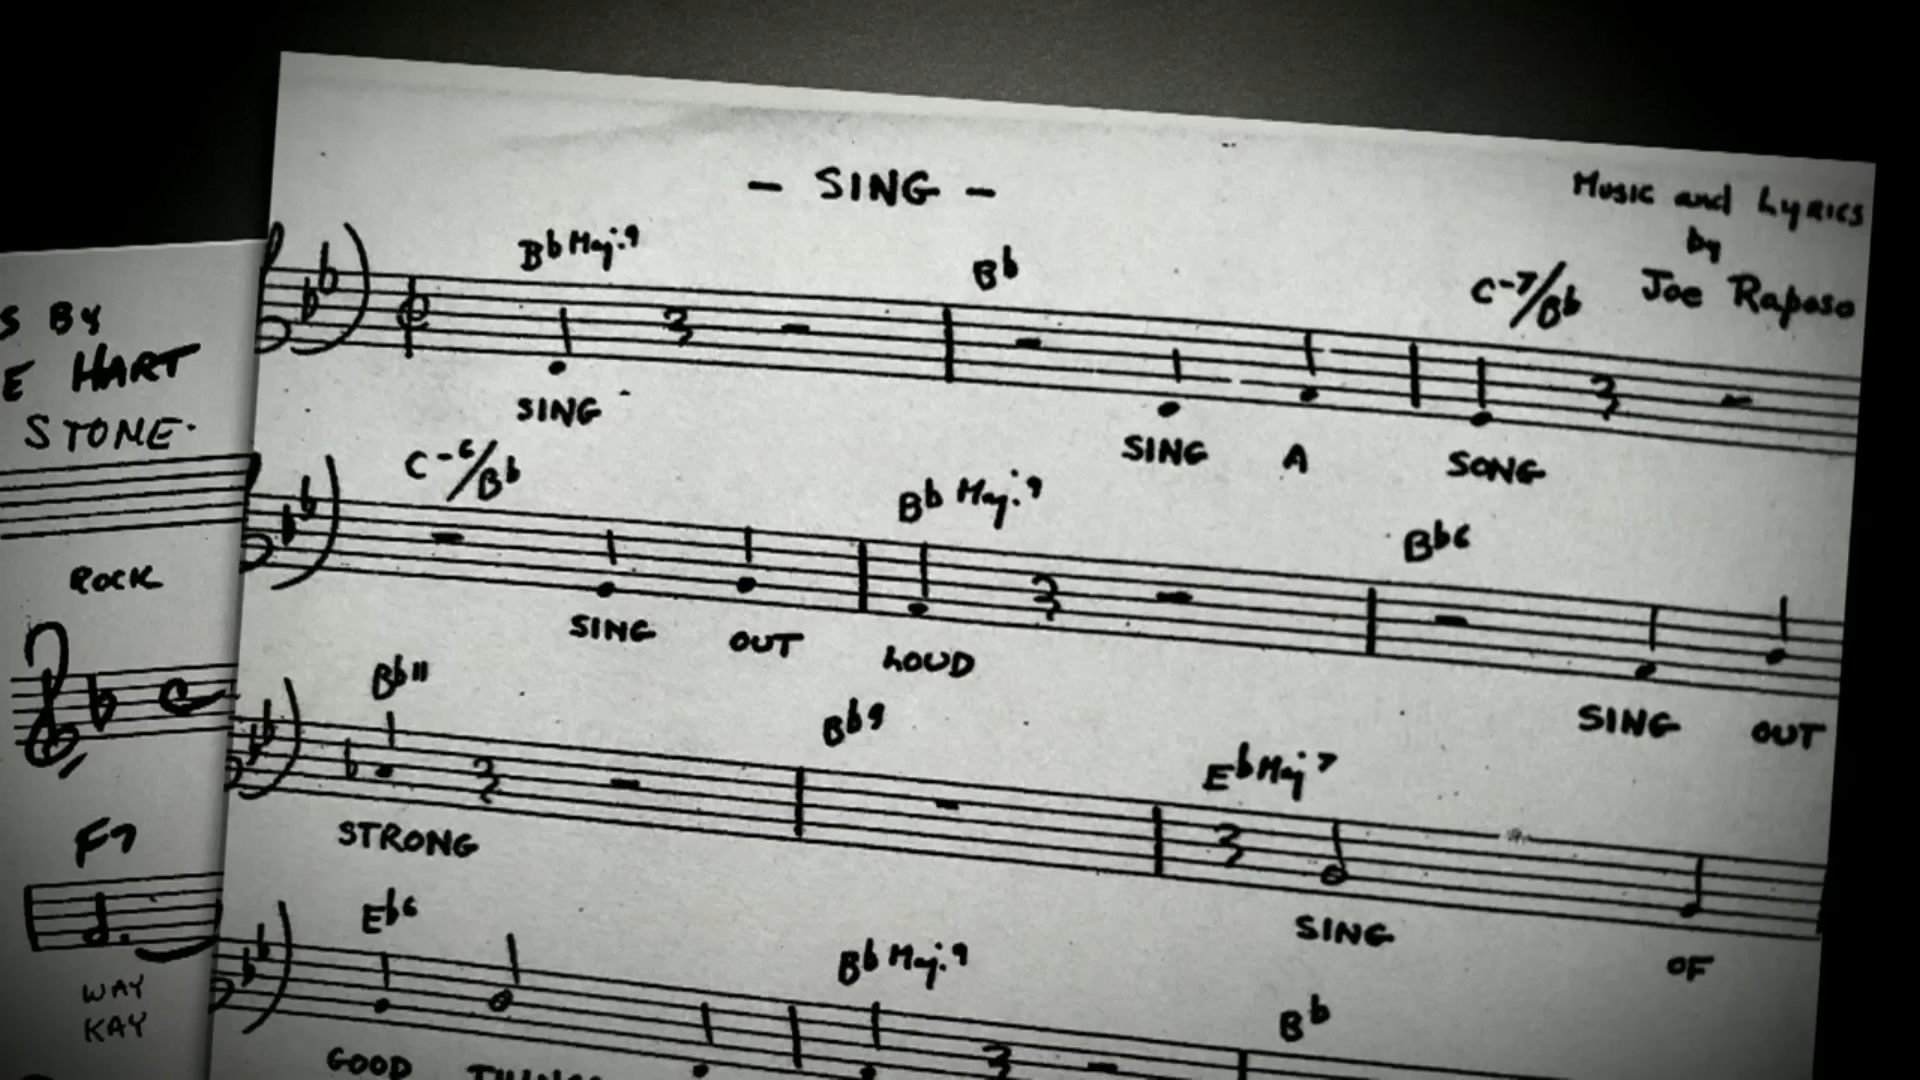 - SING -
Music and Lyrics
by
Joe Raposo
Bb Maj.9 Bb C-7/Bb
SING SING A SONG
C-6/Bb Bb Maj.9 Bb6
SING OUT LOUD SING OUT
Bb11 Bb9 Eb Maj7
STRONG SING OF
Eb6 Bb Maj.9 Bb
GOOD
S BY
E HART
STONE
ROCK
F7
WAY
KAY